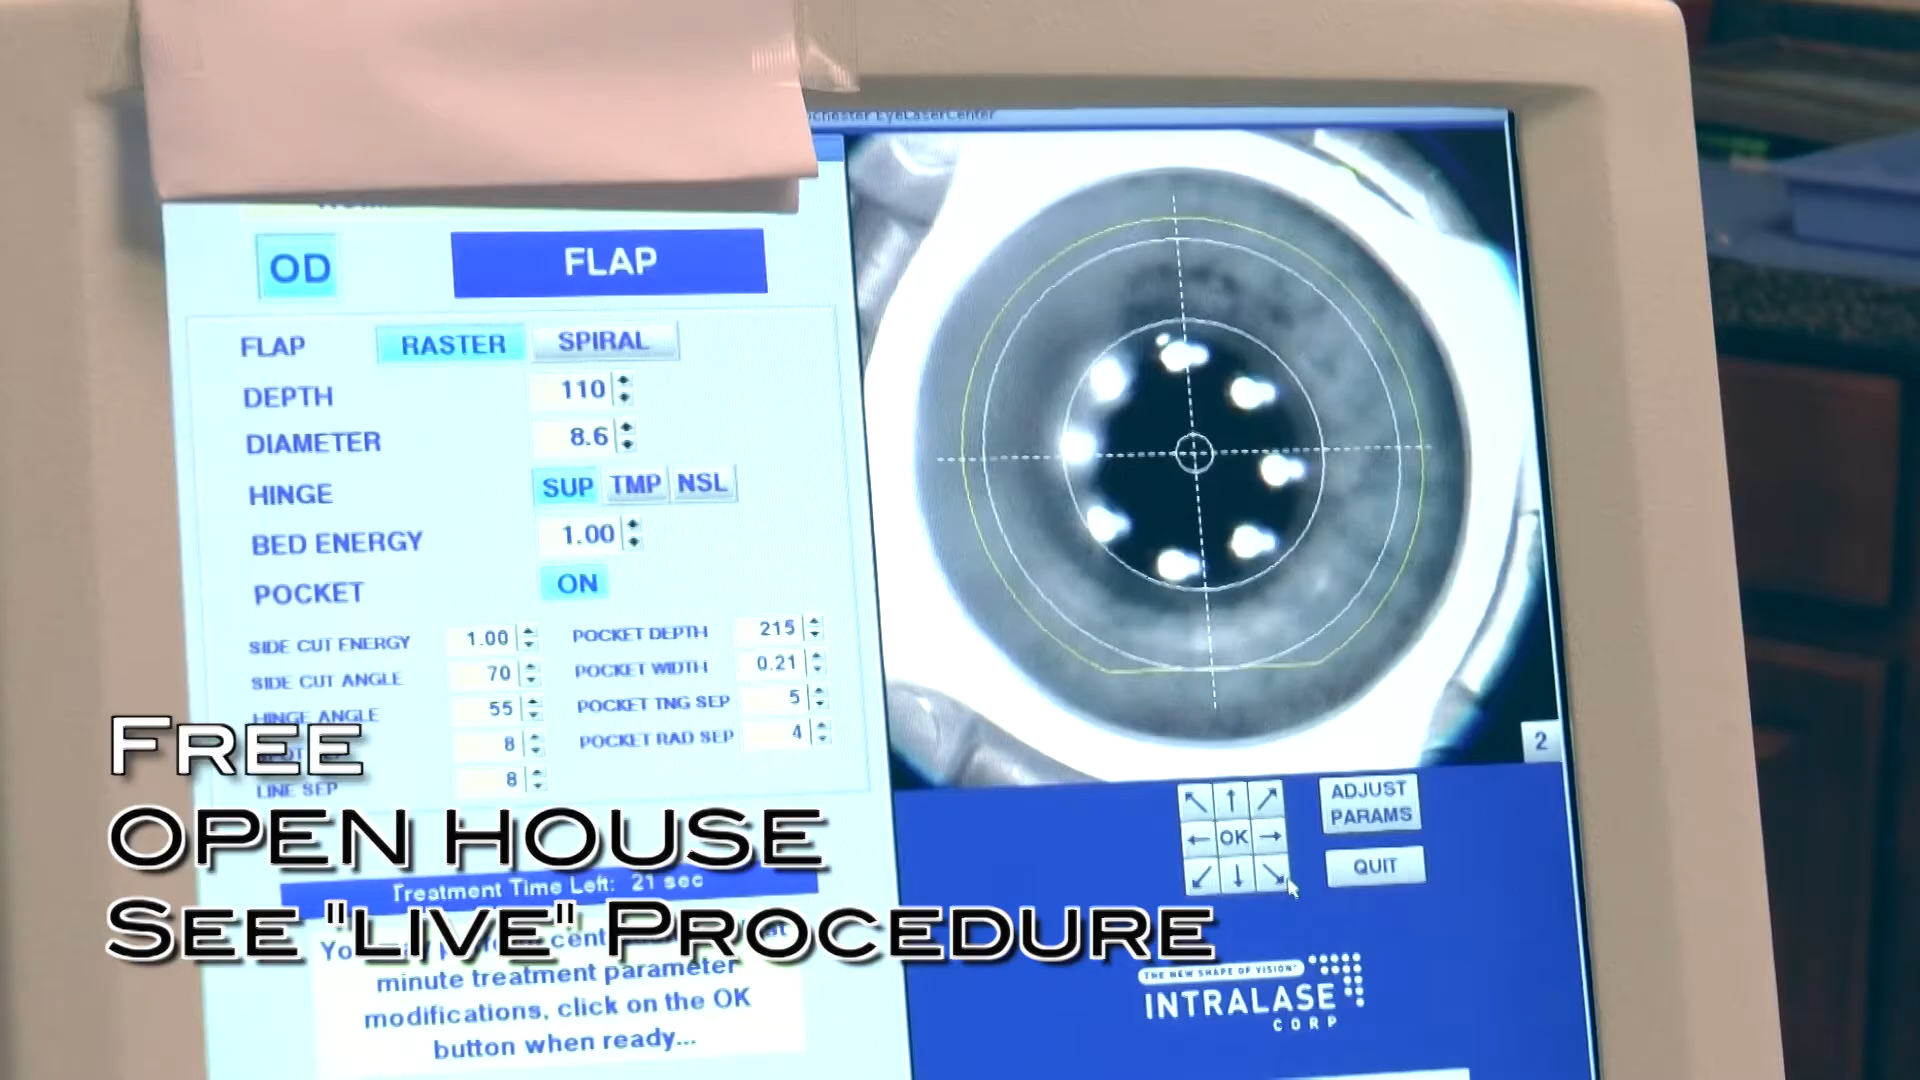 EyeLaserCenter
OD
FLAP
FLAP RASTER SPIRAL
DEPTH 110
DIAMETER 8.6
HINGE SUP TMP NSL
BED ENERGY 1.00
POCKET ON
SIDE CUT ENERGY 1.00 POCKET DEPTH 215
SIDE CUT ANGLE 70 POCKET WIDTH 0.21
HINGE ANGLE 55 POCKET TNG SEP 5
8 POCKET RAD SEP 4
LINE SEP 8
Treatment Time Left: 21 sec
minute treatment parameter
modifications, click on the OK
button when ready...
2
OK
ADJUST
PARAMS
QUIT
THE NEW SHAPE OF VISION
INTRALASE
CORP
FREE
OPEN HOUSE
SEE "LIVE" PROCEDURE